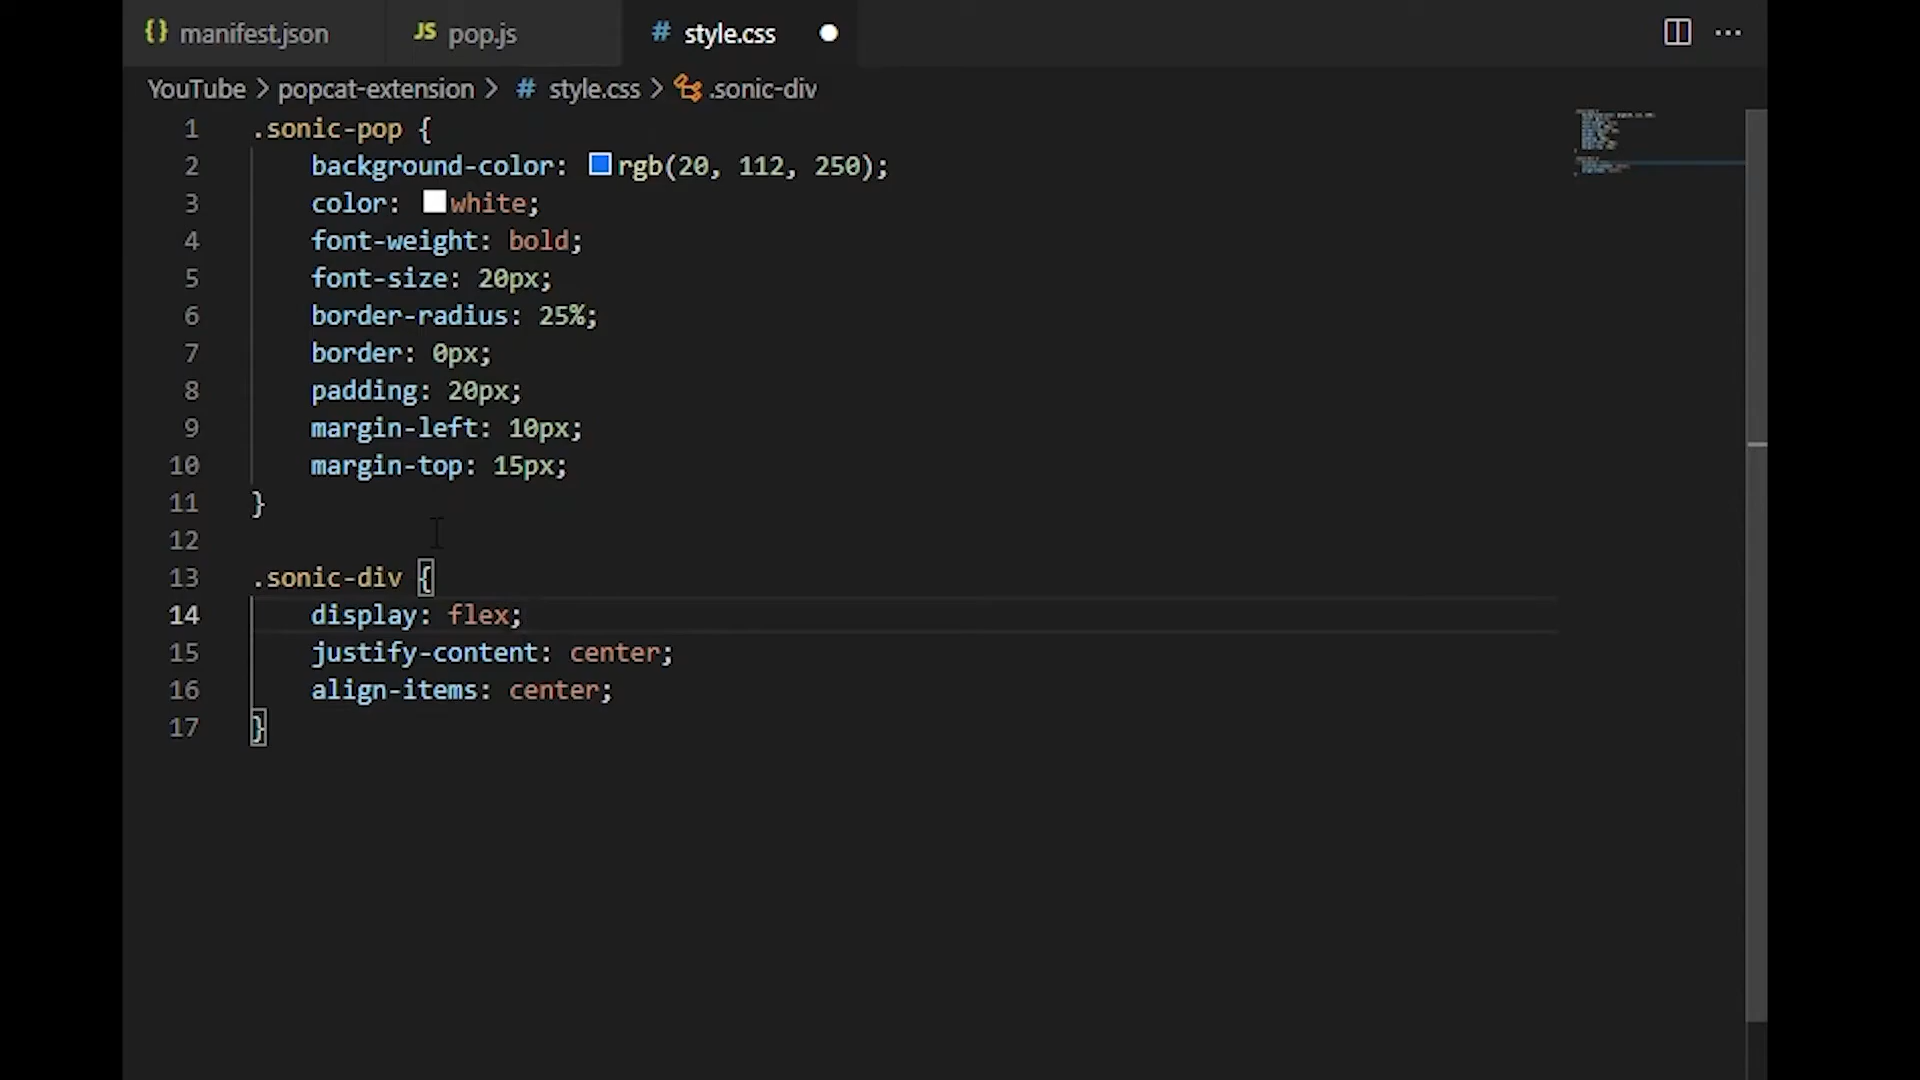 {} manifest.json JS pop.js # style.css
YouTube > popcat-extension > # style.css > .sonic-div
1 .sonic-pop {
2 background-color: rgb(20, 112, 250);
3 color: white;
4 font-weight: bold;
5 font-size: 20px;
6 border-radius: 25%;
7 border: 0px;
8 padding: 20px;
9 margin-left: 10px;
10 margin-top: 15px;
11 }
12
13 .sonic-div {
14 display: flex;
15 justify-content: center;
16 align-items: center;
17 }